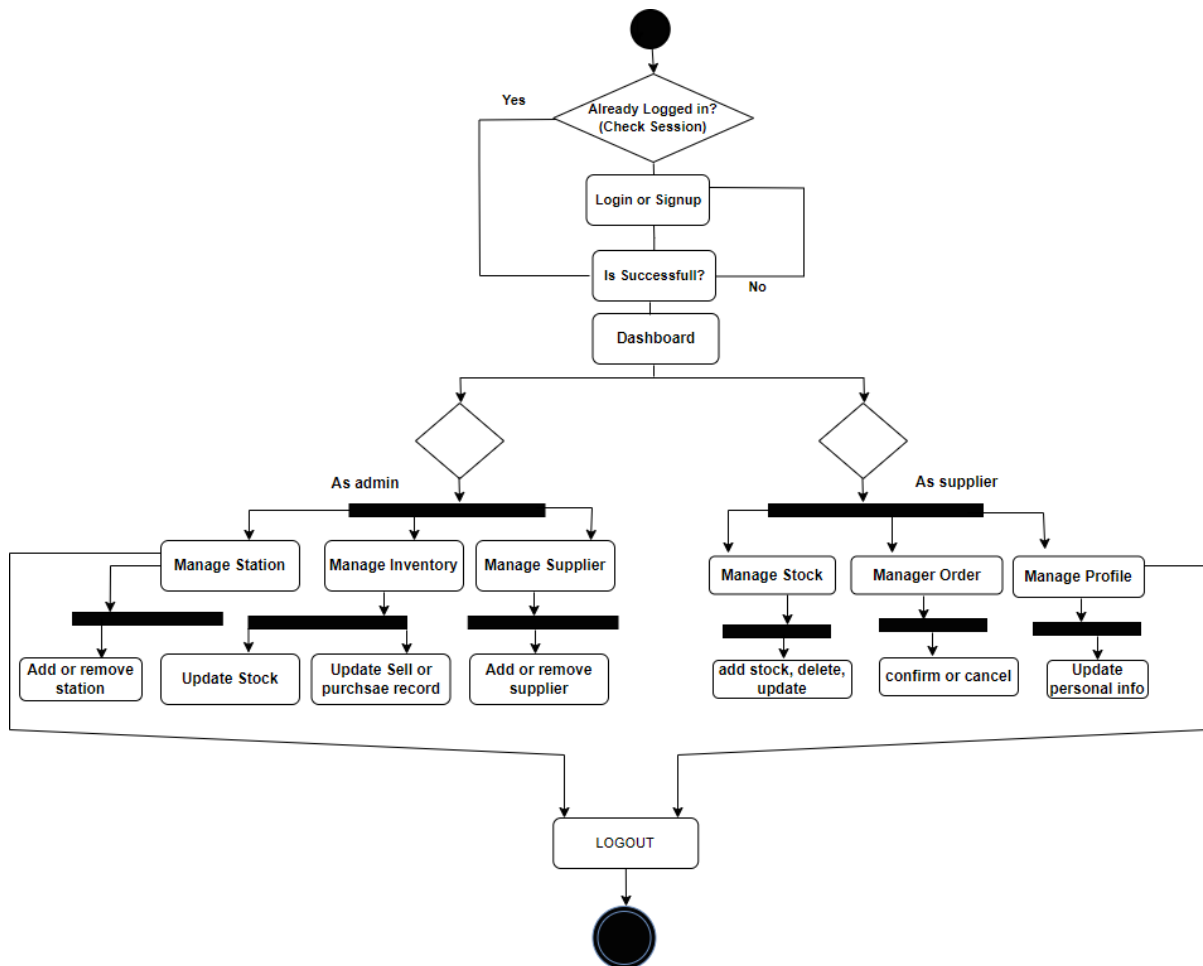 Yes
Already Logged in?
(Check Session)
Login or Signup
Is Successfull?
No
Dashboard
As admin
As supplier
Manage Station
Manage Inventory
Manage Supplier
Manage Stock
Manager Order
Manage Profile
Add or remove
station
Update Stock
Update Sell or
purchsae record
Add or remove
supplier
add stock, delete,
update
confirm or cancel
Update
personal info
LOGOUT